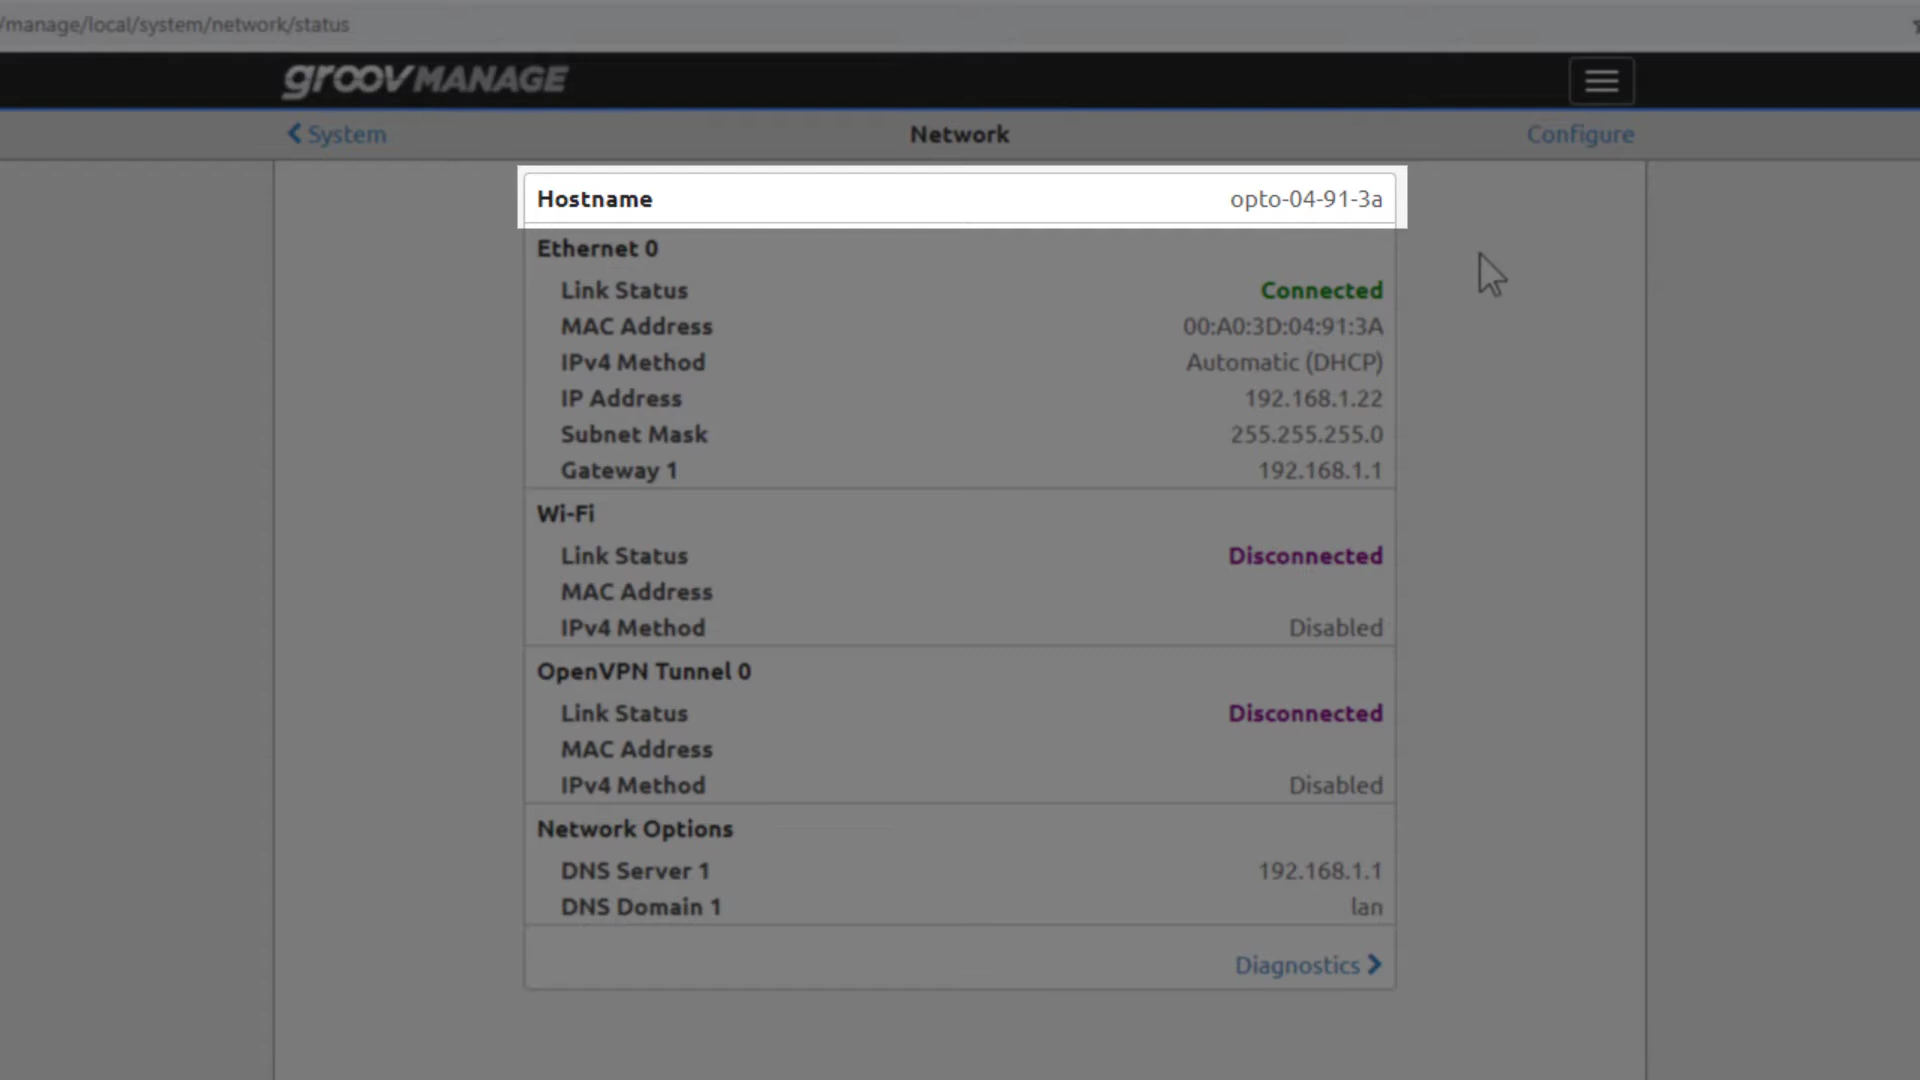 /manage/local/system/network/status
groov MANAGE
System Network Configure
Hostname opto-04-91-3a
Ethernet 0
Link Status Connected
MAC Address 00:A0:3D:04:91:3A
IPv4 Method Automatic (DHCP)
IP Address 192.168.1.22
Subnet Mask 255.255.255.0
Gateway 1 192.168.1.1
Wi-Fi
Link Status Disconnected
MAC Address
IPv4 Method Disabled
OpenVPN Tunnel 0
Link Status Disconnected
MAC Address
IPv4 Method Disabled
Network Options
DNS Server 1 192.168.1.1
DNS Domain 1 lan
Diagnostics